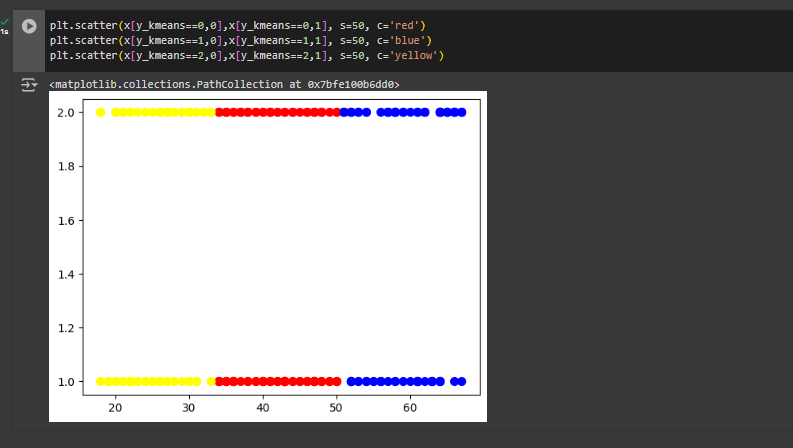 plt.scatter(x[y_kmeans==0,0],x[y_kmeans==0,1], s=50, c='red')
plt.scatter(x[y_kmeans==1,0],x[y_kmeans==1,1], s=50, c='blue')
plt.scatter(x[y_kmeans==2,0],x[y_kmeans==2,1], s=50, c='yellow')
1s
<matplotlib.collections.PathCollection at 0x7bfe100b6dd0>
2.0
1.8
1.6
1.4
1.2
1.0
20 30 40 50 60